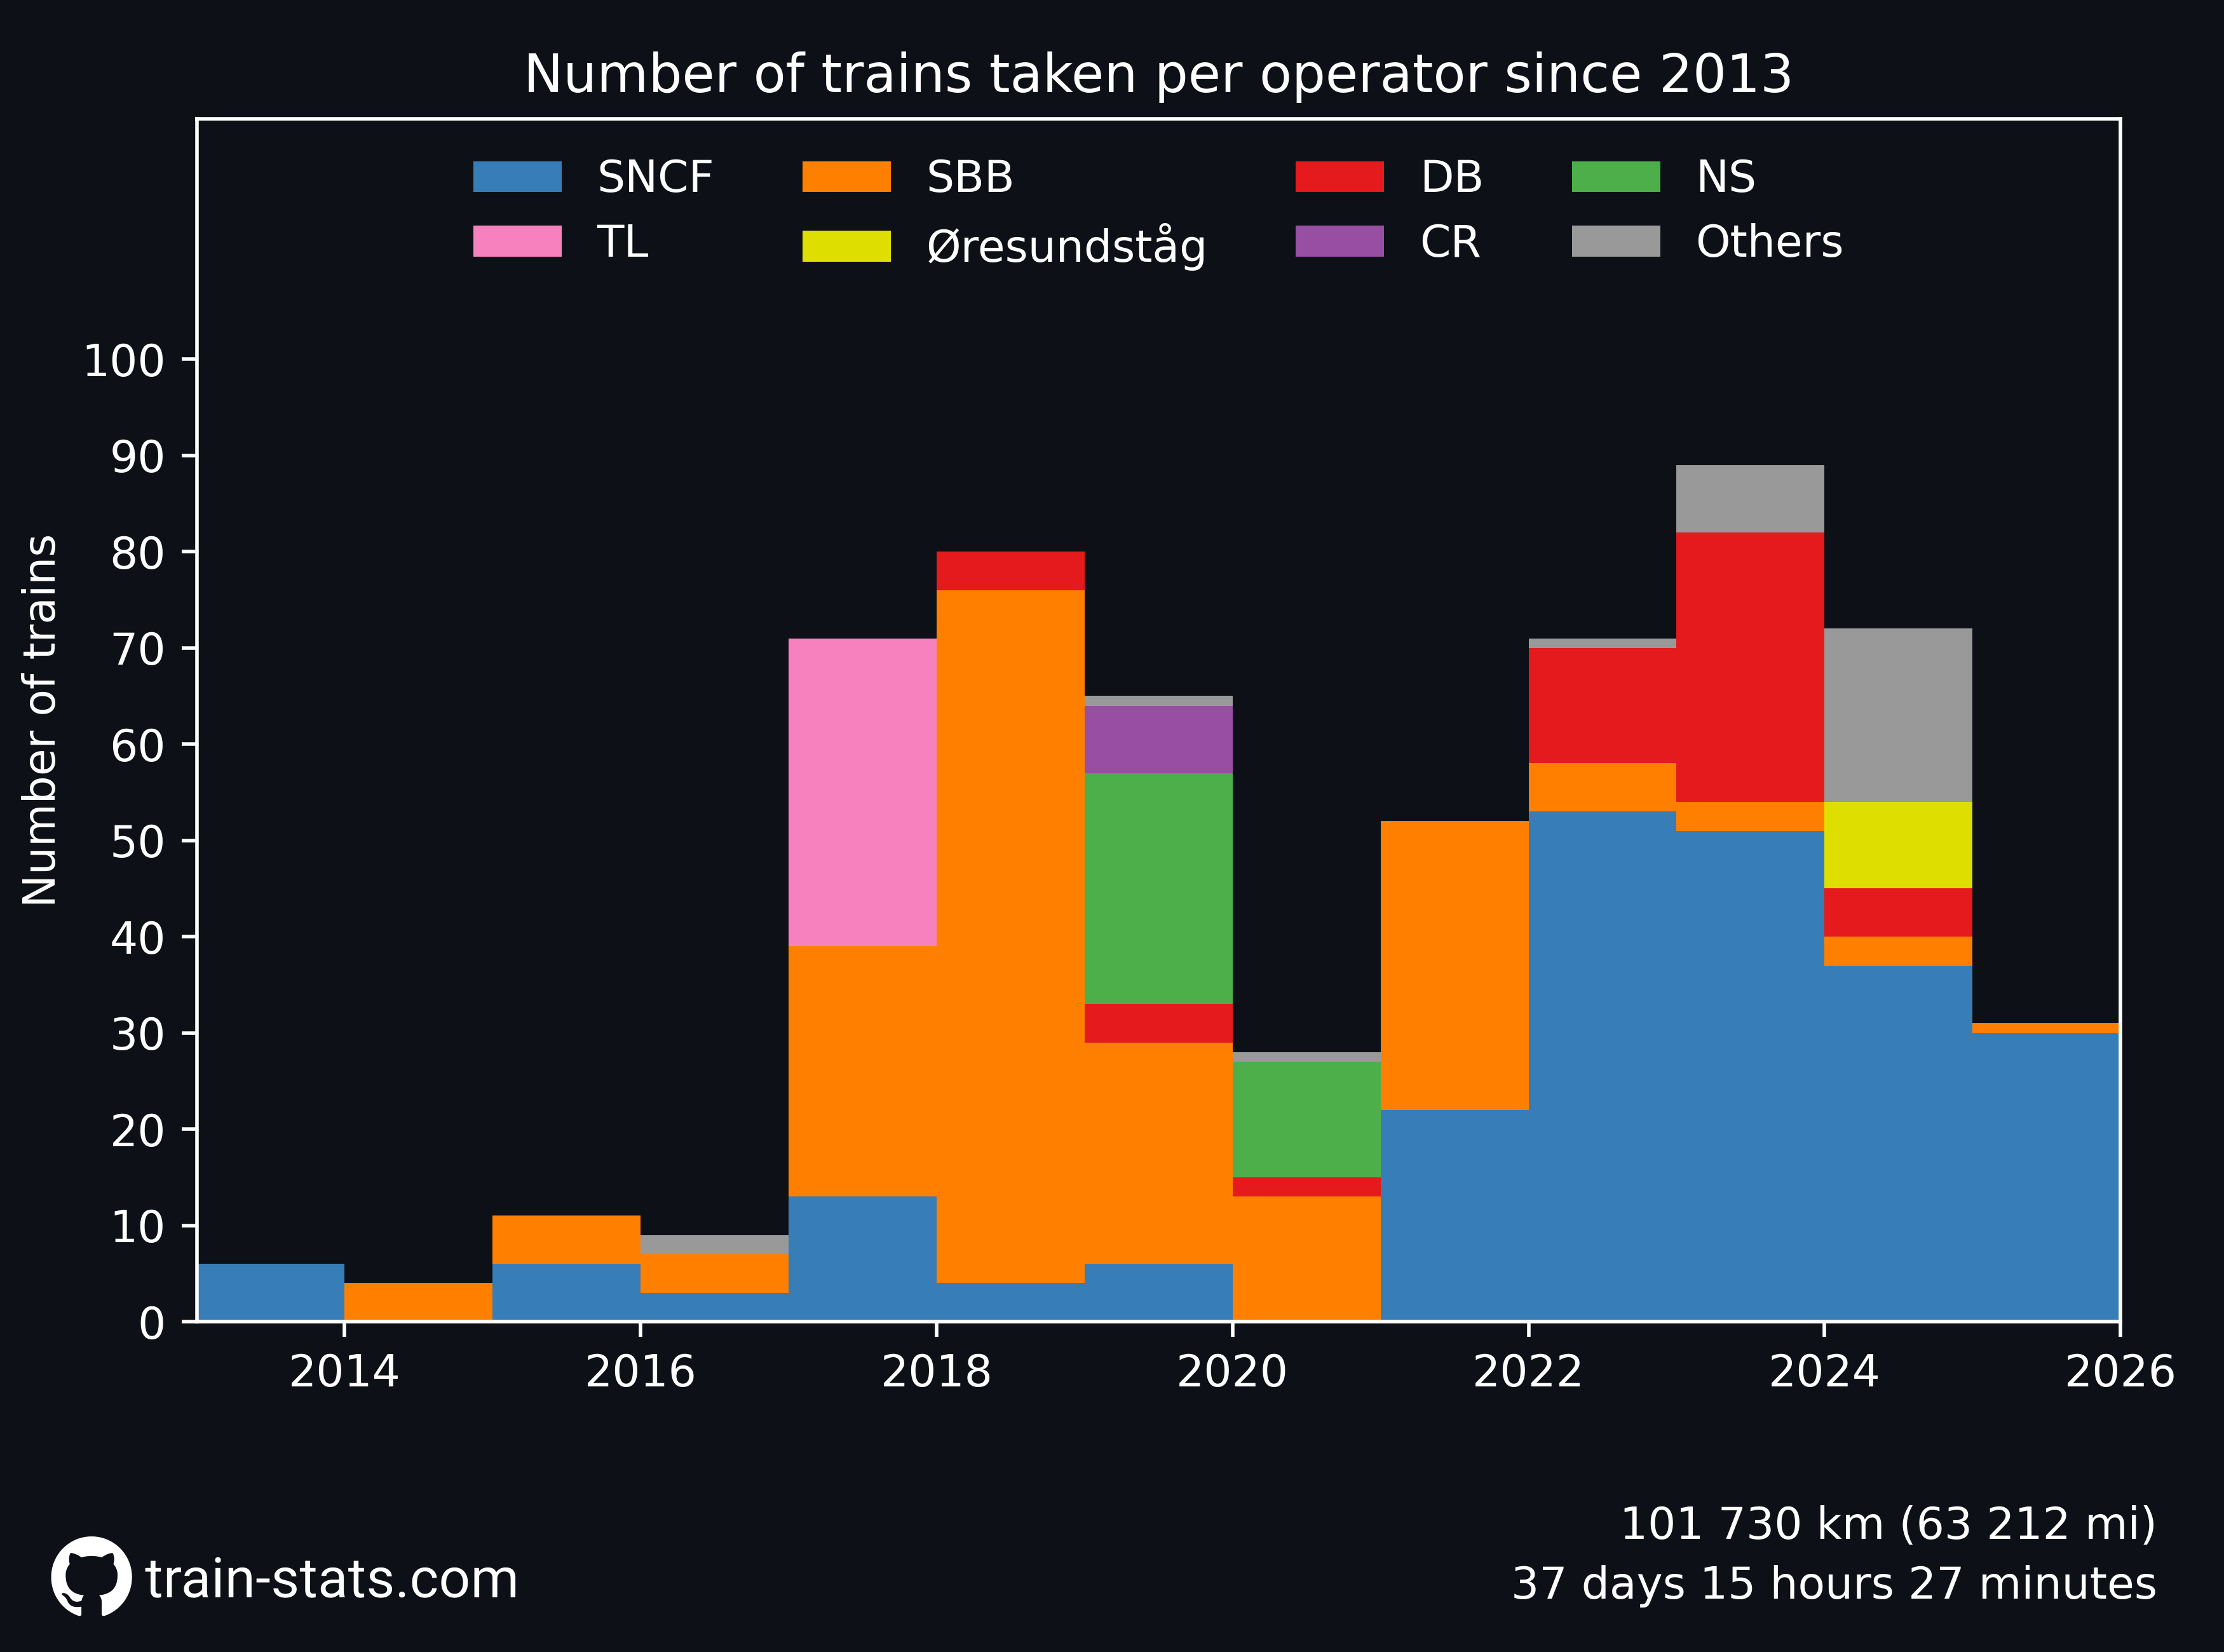 Number of trains taken per operator since 2013
SNCF SBB DB NS
TL Øresundståg CR Others
Number of trains
100
90
80
70
60
50
40
30
20
10
0
2014 2016 2018 2020 2022 2024 2026
101 730 km (63 212 mi)
37 days 15 hours 27 minutes
train-stats.com